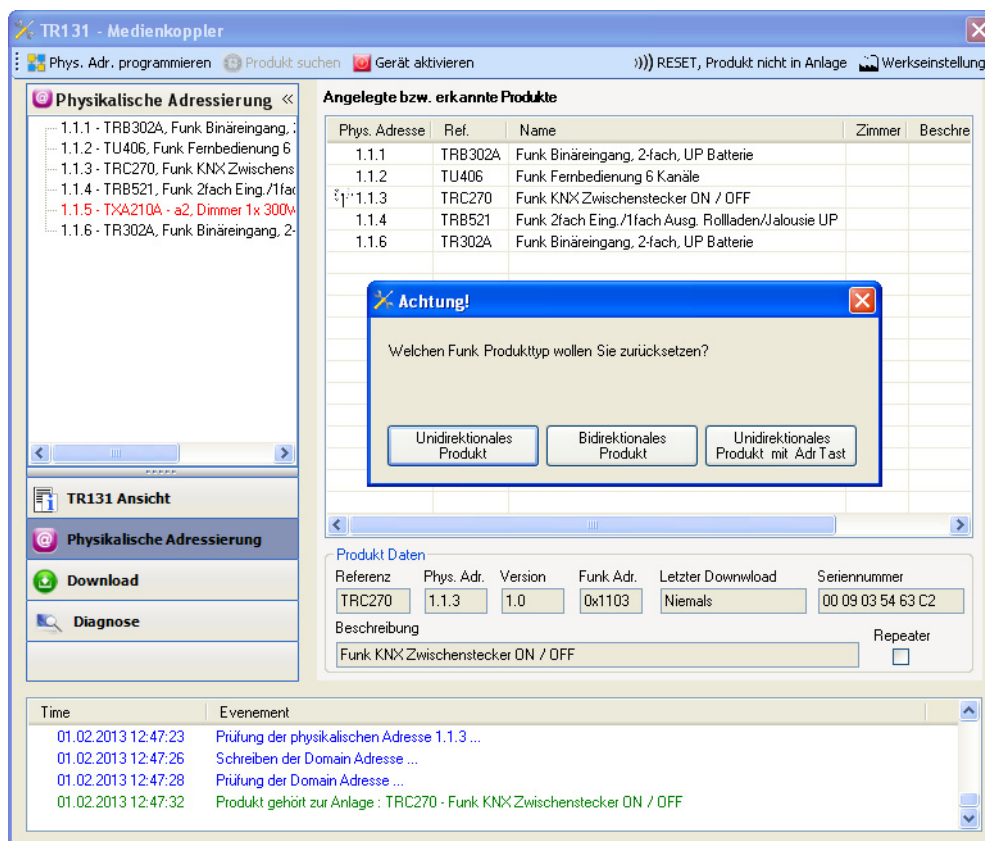 TR131 - Medienkoppler
Phys. Adr. programmieren Produkt suchen Gerät aktivieren ))) RESET, Produkt nicht in Anlage Werkseinstellung
Physikalische Adressierung «
1.1.1 - TRB302A, Funk Binäreingang,
1.1.2 - TU406, Funk Fernbedienung 6
1.1.3 - TRC270, Funk KNX Zwischens
1.1.4 - TRB521, Funk 2fach Eing./1fac
1.1.5 - TXA210A - a2, Dimmer 1x 300W
1.1.6 - TR302A, Funk Binäreingang, 2-
TR131 Ansicht
Physikalische Adressierung
Download
Diagnose
Angelegte bzw. erkannte Produkte
Phys. Adresse Ref. Name Zimmer Beschre
1.1.1 TRB302A Funk Binäreingang, 2-fach, UP Batterie
1.1.2 TU406 Funk Fernbedienung 6 Kanäle
1.1.3 TRC270 Funk KNX Zwischenstecker ON / OFF
1.1.4 TRB521 Funk 2fach Eing./1fach Ausg. Rollladen/Jalousie UP
1.1.6 TR302A Funk Binäreingang, 2-fach, UP Batterie
Achtung!
Welchen Funk Produkttyp wollen Sie zurücksetzen?
Unidirektionales
Produkt
Bidirektionales
Produkt
Unidirektionales
Produkt mit Adr Tast
Produkt Daten
Referenz Phys. Adr. Version Funk Adr. Letzter Downwload Seriennummer
TRC270 1.1.3 1.0 0x1103 Niemals 00 09 03 54 63 C2
Beschreibung
Repeater
Funk KNX Zwischenstecker ON / OFF
Time Evenement
01.02.2013 12:47:23 Prüfung der physikalischen Adresse 1.1.3 ...
01.02.2013 12:47:26 Schreiben der Domain Adresse ...
01.02.2013 12:47:28 Prüfung der Domain Adresse ...
01.02.2013 12:47:32 Produkt gehört zur Anlage : TRC270 - Funk KNX Zwischenstecker ON / OFF